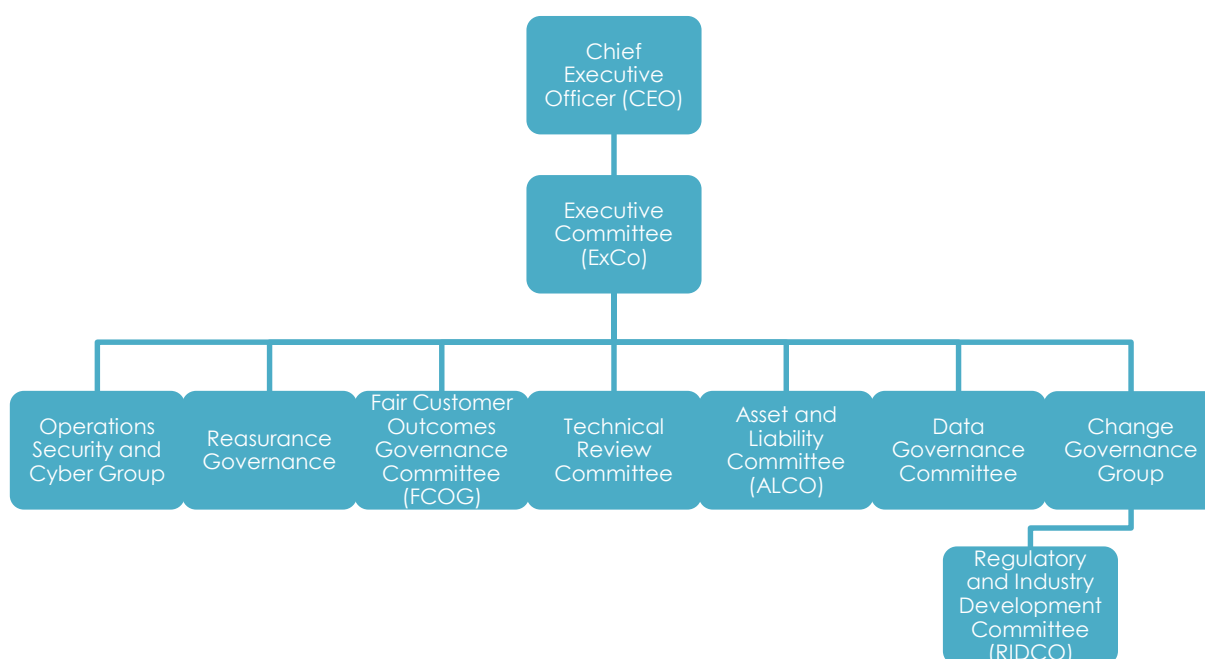 Chief
Executive
Officer (CEO)
Executive
Committee
(ExCo)
Operations
Security and
Cyber Group
Reasurance
Governance
Fair Customer
Outcomes
Governance
Committee
(FCOG)
Technical
Review
Committee
Asset and
Liability
Committee
(ALCO)
Data
Governance
Committee
Change
Governance
Group
Regulatory
and Industry
Development
Committee
(RIDCO)